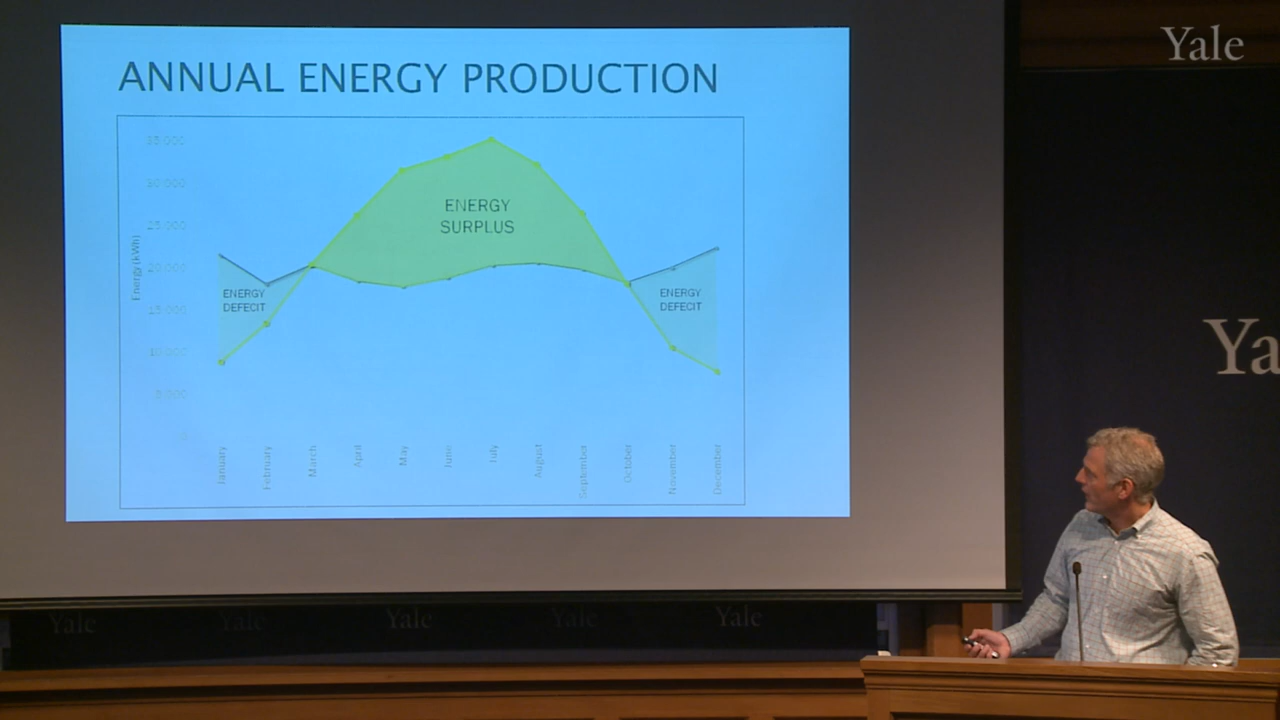 Yale
ANNUAL ENERGY PRODUCTION
35,000
30,000
25,000
20,000
15,000
10,000
5,000
Energy (kWh)
ENERGY
SURPLUS
ENERGY
DEFECIT
ENERGY
DEFECIT
January
February
March
April
May
June
July
August
September
October
November
December
Ya
Yale
Yale
Yale
Yale
Yale